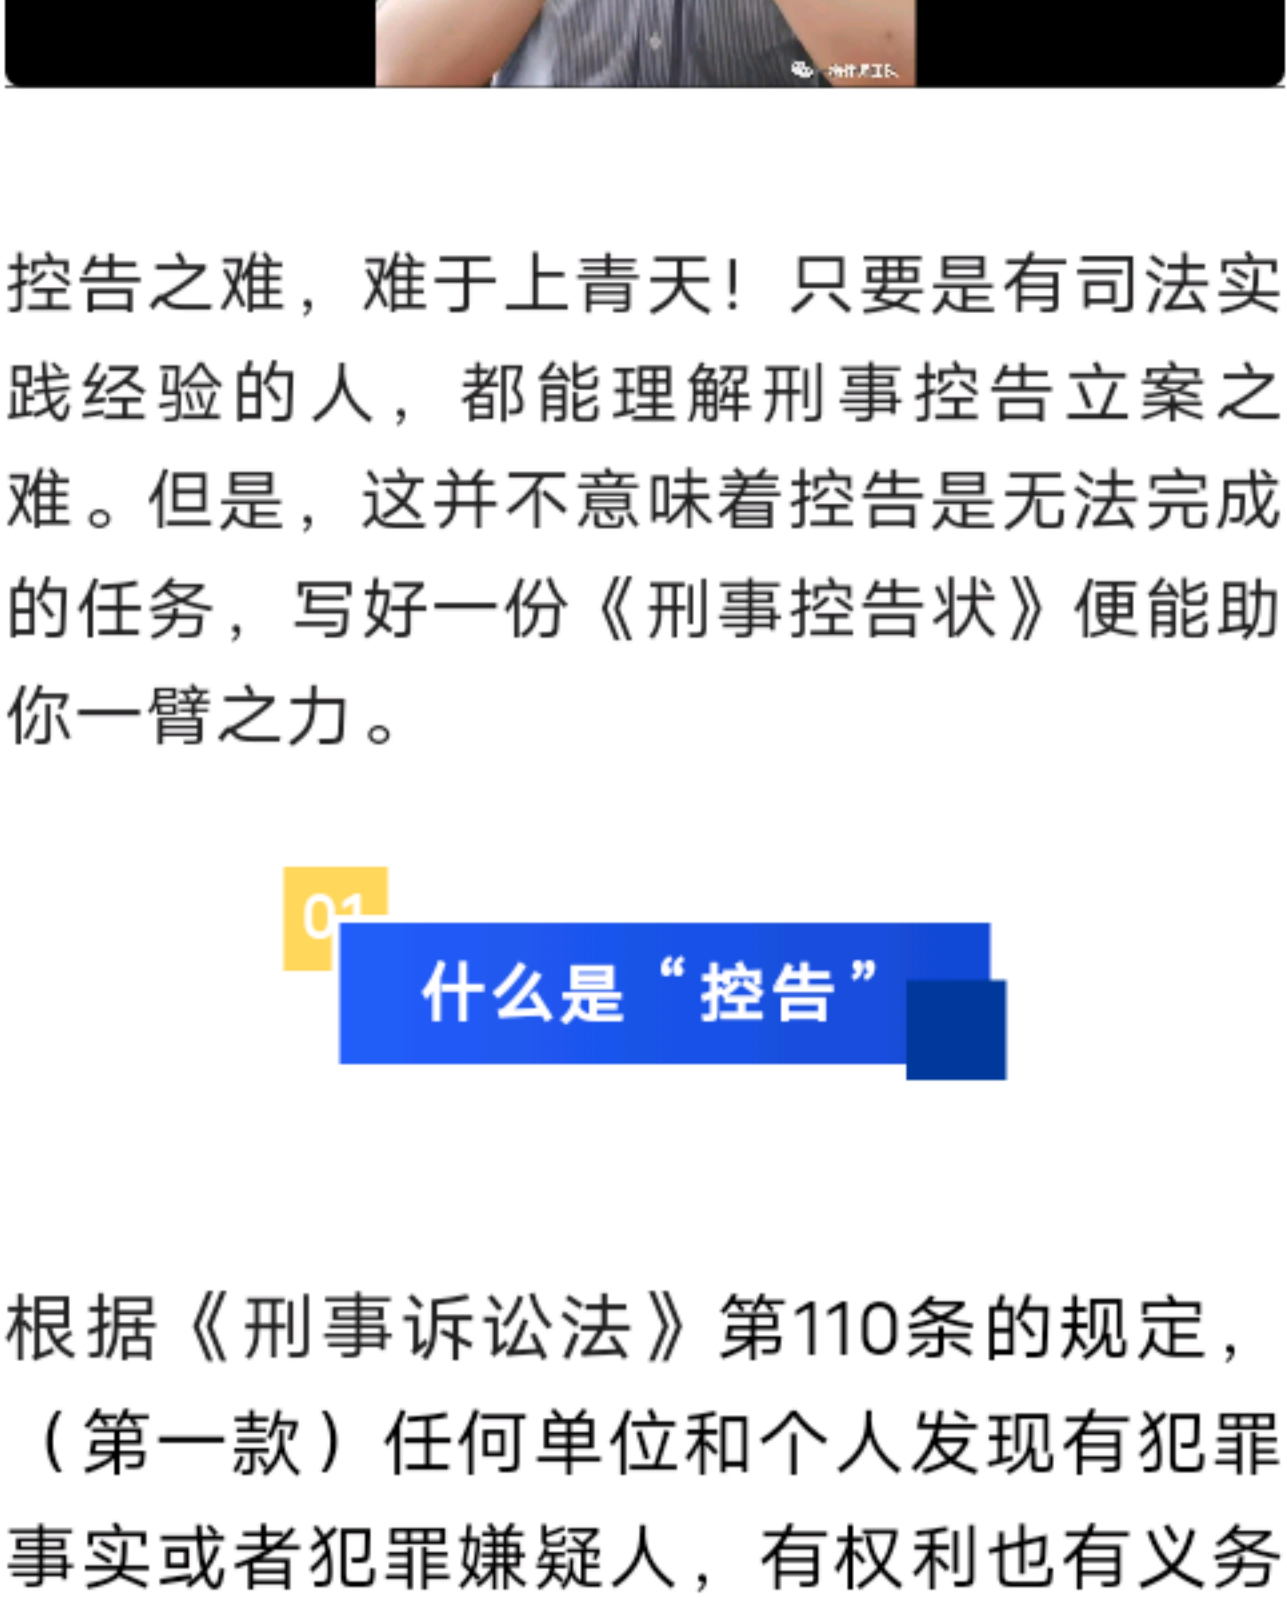 控告之难，难于上青天！只要是有司法实
践经验的人，都能理解刑事控告立案之
难。但是，这并不意味着控告是无法完成
的任务，写好一份《刑事控告状》便能助
你一臂之力。
01
什么是“控告”
根据《刑事诉讼法》第110条的规定，
（第一款）任何单位和个人发现有犯罪
事实或者犯罪嫌疑人，有权利也有义务